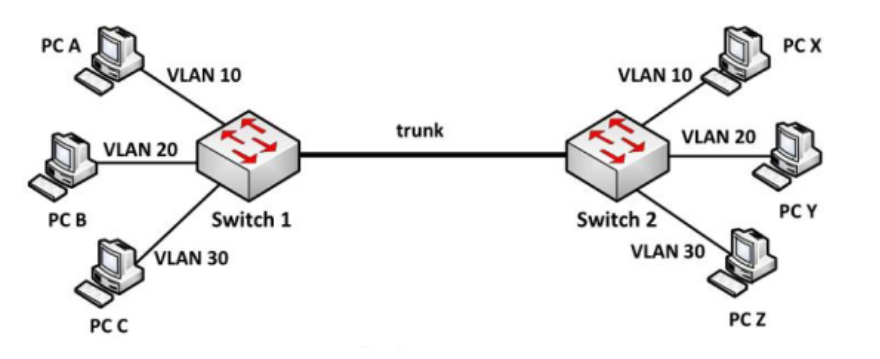 PC A
VLAN 10
VLAN 10
PC X
trunk
VLAN 20
VLAN 20
PC B
Switch 1
Switch 2
PC Y
VLAN 30
VLAN 30
PC C
PC Z